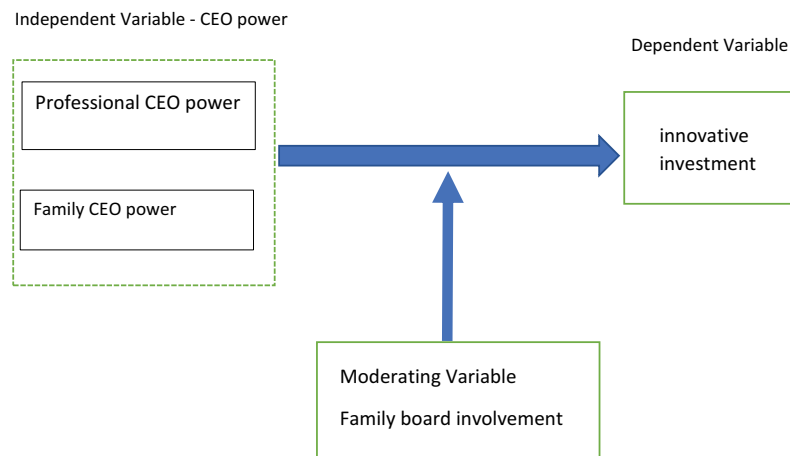 Independent Variable - CEO power
Dependent Variable
Professional CEO power
Family CEO power
innovative
investment
Moderating Variable
Family board involvement